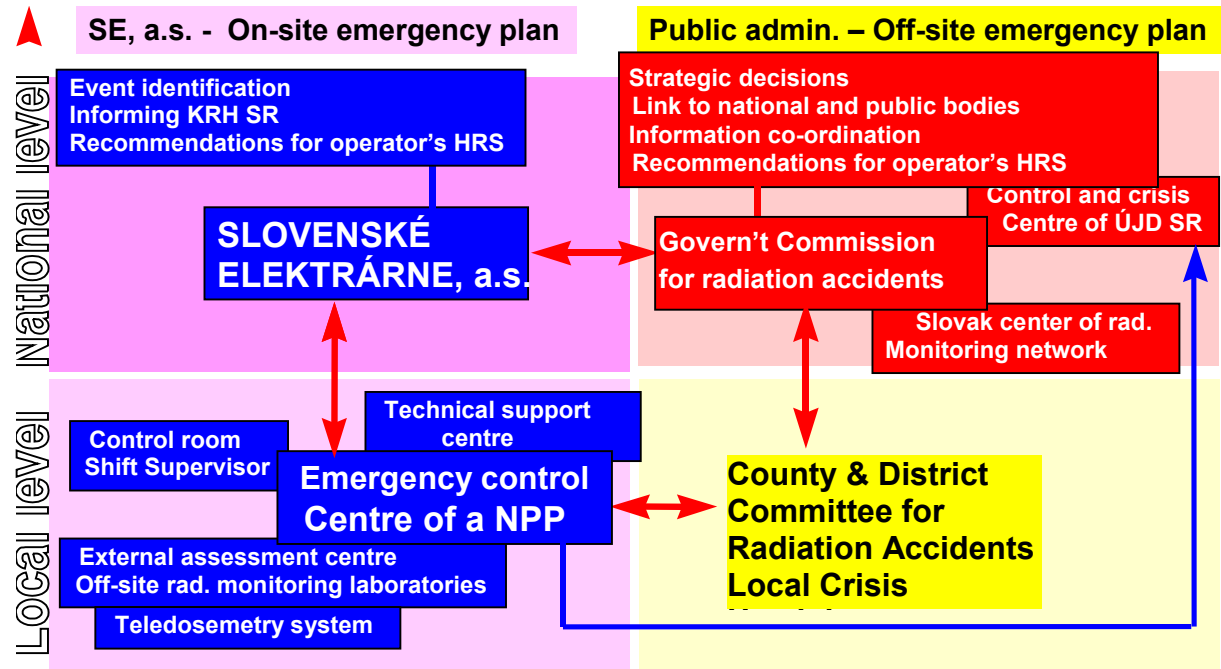 SE, a.s. - On-site emergency plan
Public admin. – Off-site emergency plan
National level
Event identification
Informing KRH SR
Recommendations for operator's HRS
Strategic decisions
Link to national and public bodies
Information co-ordination
Recommendations for operator's HRS
Control and crisis
Centre of ÚJD SR
SLOVENSKÉ
ELEKTRÁRNE, a.s.
Govern't Commission
for radiation accidents
Slovak center of rad.
Monitoring network
Local level
Technical support
centre
Control room
Shift Supervisor
Emergency control
Centre of a NPP
County & District
Committee for
Radiation Accidents
Local Crisis
External assessment centre
Off-site rad. monitoring laboratories
Teledosemetry system